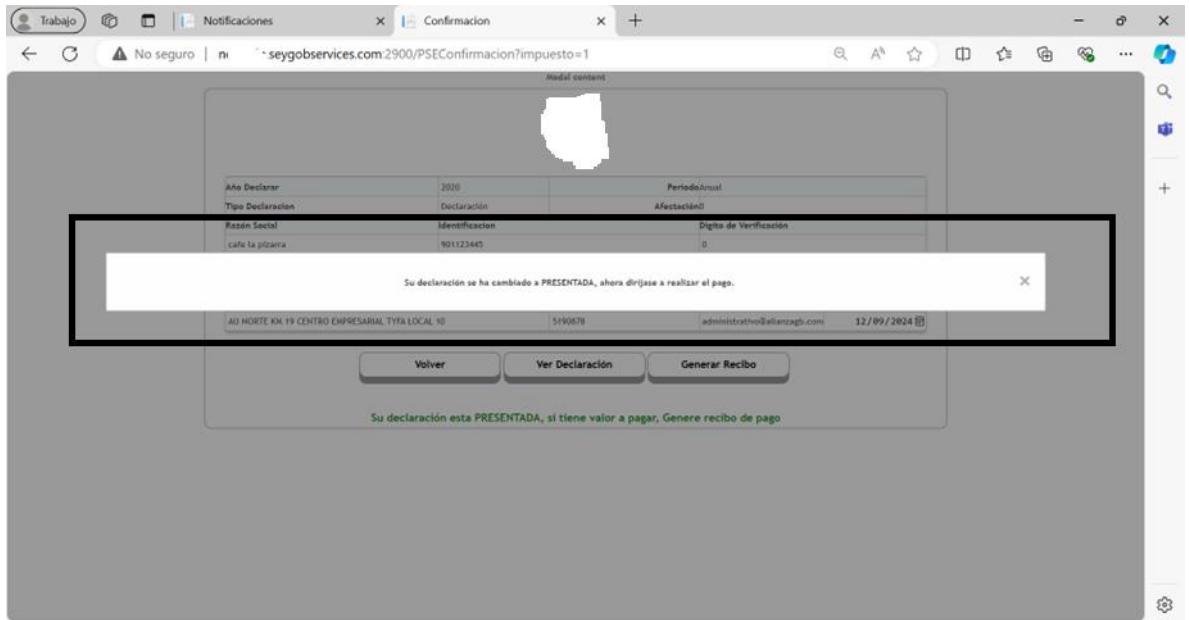 Trabajo
Notificaciones
Confirmacion
No seguro
seygobservices.com:2900/PSEConfirmacion?impuesto=1
Modal content
Año Declarar 2020 Periodo Anual
Tipo Declaracion Declaración Afectación
Razón Social Identificacion Digito de Verificación
cafe la pizarra 901123445 0
Su declaración se ha cambiado a PRESENTADA, ahora dirijase a realizar el pago.
AU NORTE KM 19 CENTRO EMPRESARIAL TYFA LOCAL 10 5190878 administrativo@alianzagb.com 12/09/2024
Volver Ver Declaración Generar Recibo
Su declaración esta PRESENTADA, si tiene valor a pagar, Genere recibo de pago